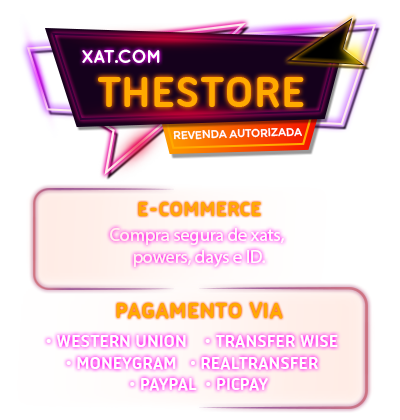 XAT.COM
THESTORE
REVENDA AUTORIZADA
E-COMMERCE
Compra segura de xats,
powers, days e ID.
PAGAMENTO VIA
• WESTERN UNION • TRANSFER WISE
• MONEYGRAM • REALTRANSFER
• PAYPAL • PICPAY